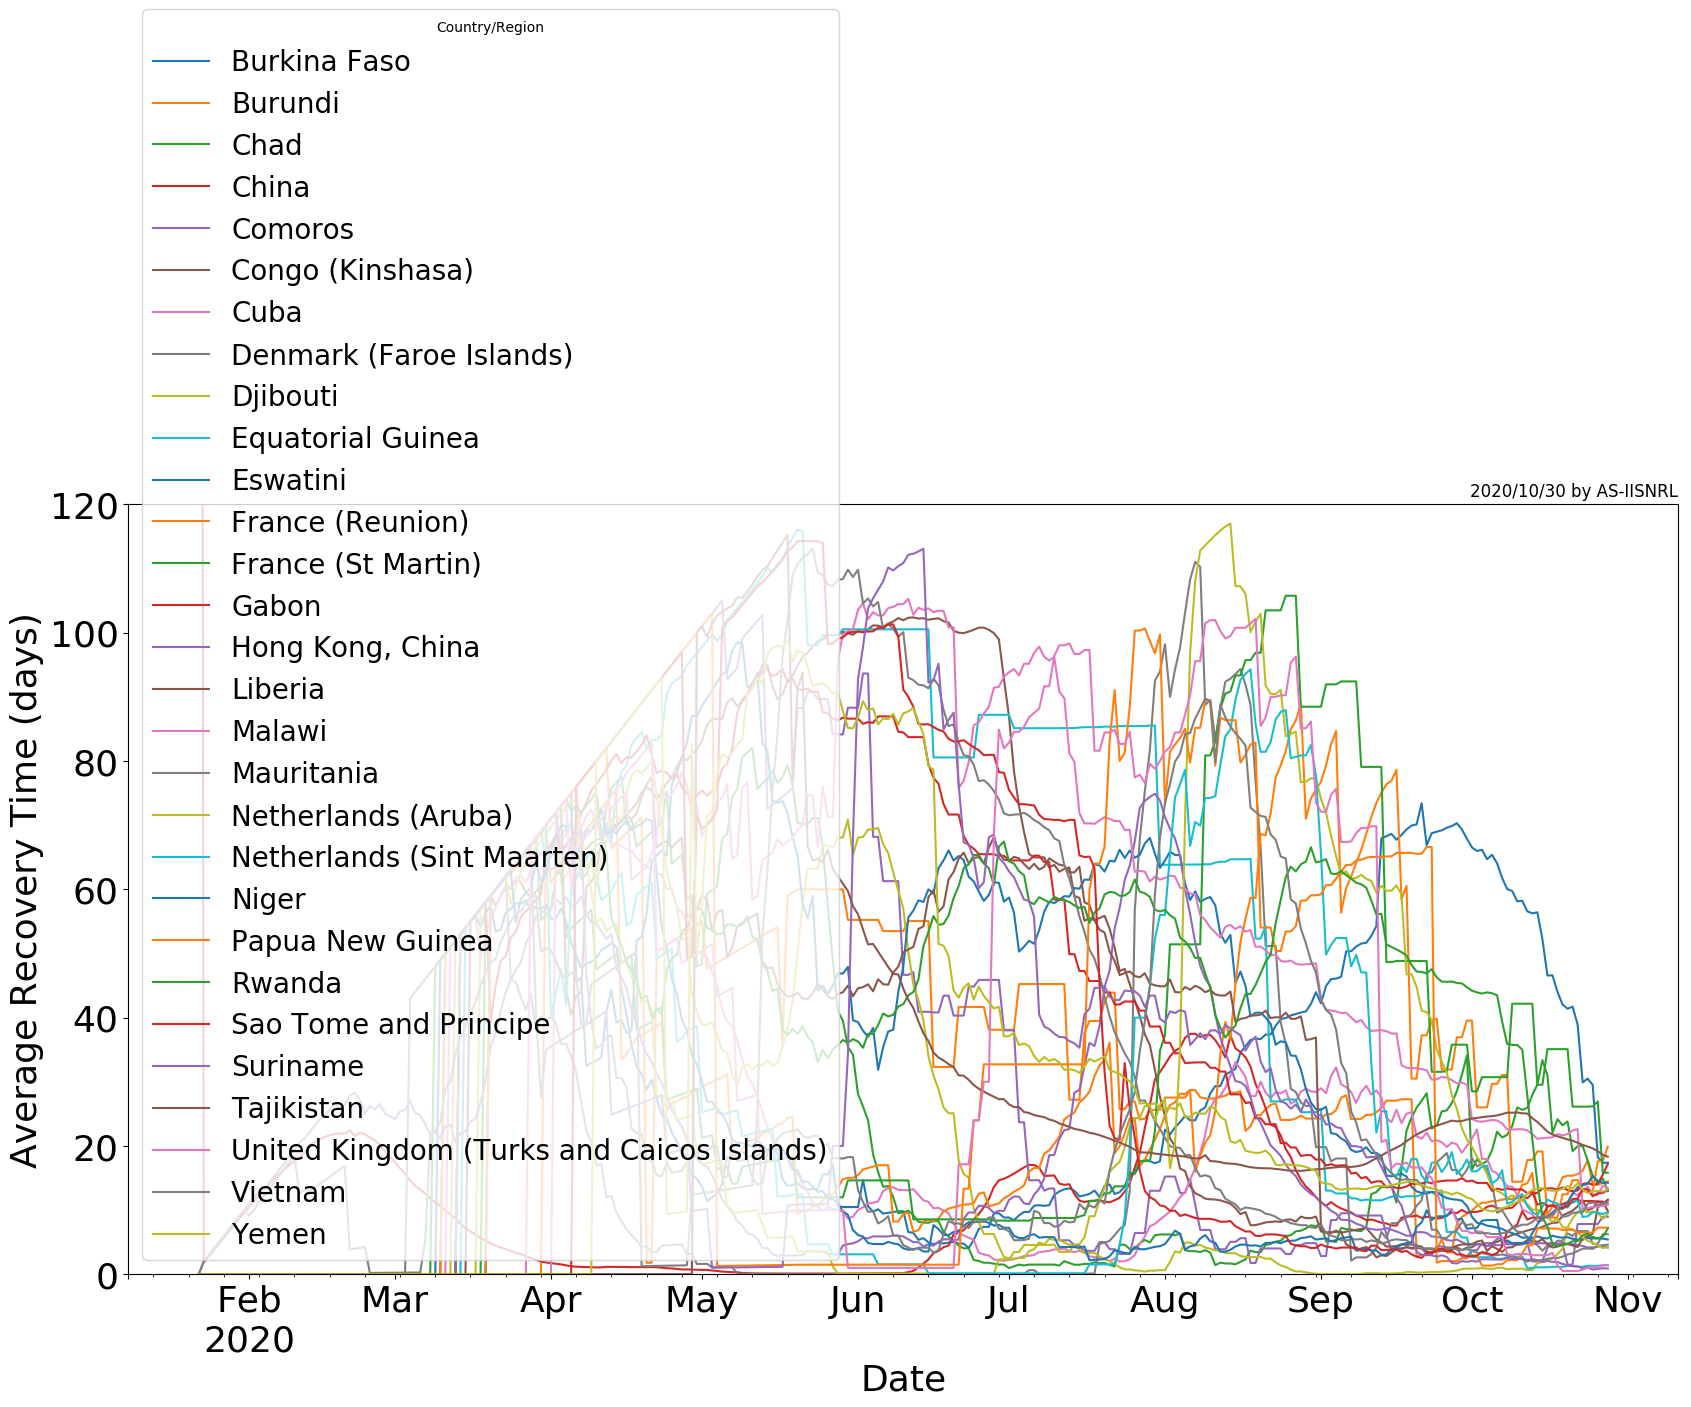 Country/Region
Burkina Faso
Burundi
Chad
China
Comoros
Congo (Kinshasa)
Cuba
Denmark (Faroe Islands)
Djibouti
Equatorial Guinea
Eswatini
France (Reunion)
France (St Martin)
Gabon
Hong Kong, China
Liberia
Malawi
Mauritania
Netherlands (Aruba)
Netherlands (Sint Maarten)
Niger
Papua New Guinea
Rwanda
Sao Tome and Principe
Suriname
Tajikistan
United Kingdom (Turks and Caicos Islands)
Vietnam
Yemen
2020/10/30 by AS-IISNRL
Average Recovery Time (days)
120
100
80
60
40
20
0
Feb Mar Apr May Jun Jul Aug Sep Oct Nov
2020
Date